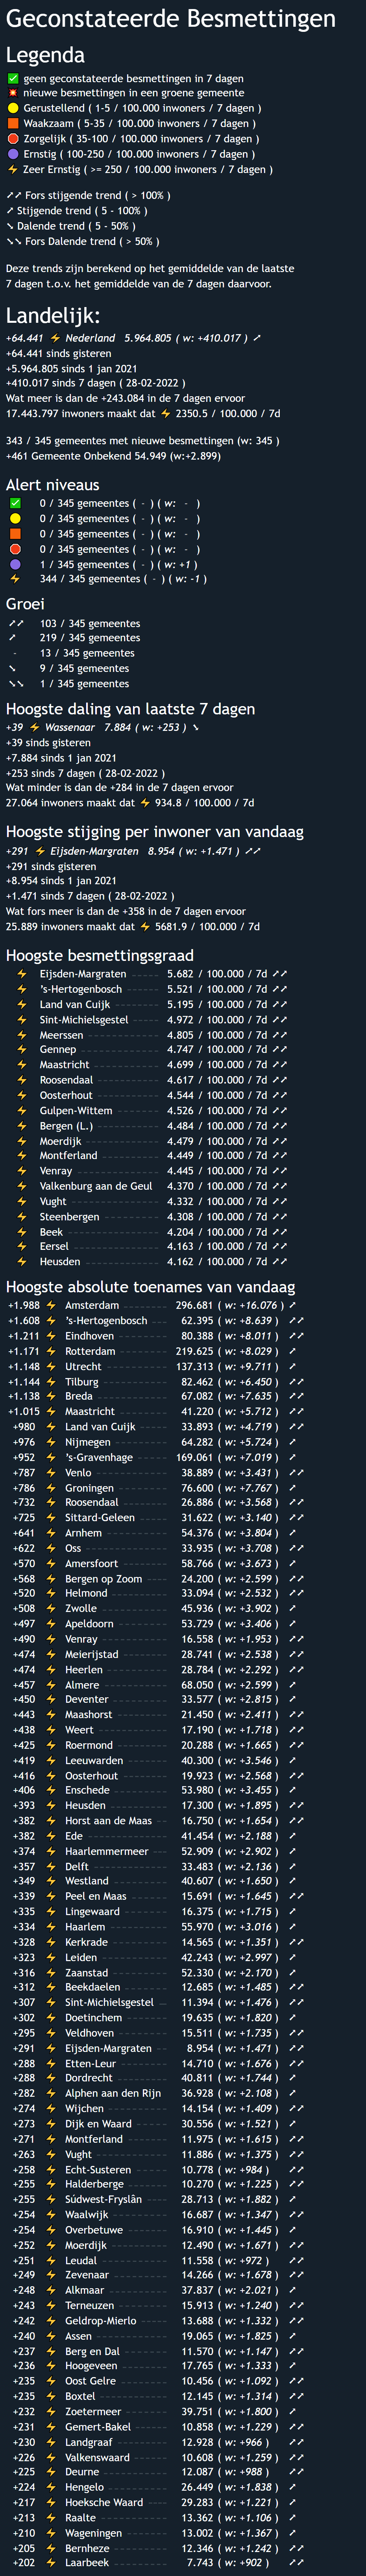 Geconstateerde Besmettingen
Legenda
✅ geen geconstateerde besmettingen in 7 dagen
💥 nieuwe besmettingen in een groene gemeente
🟡 Gerustellend ( 1-5 / 100.000 inwoners / 7 dagen )
🟧 Waakzaam ( 5-35 / 100.000 inwoners / 7 dagen )
🔴 Zorgelijk ( 35-100 / 100.000 inwoners / 7 dagen )
🟣 Ernstig ( 100-250 / 100.000 inwoners / 7 dagen )
⚡ Zeer Ernstig ( >= 250 / 100.000 inwoners / 7 dagen )
➚➚ Fors stijgende trend ( > 100% )
➚ Stijgende trend ( 5 - 100% )
➘ Dalende trend ( 5 - 50% )
➘➘ Fors Dalende trend ( > 50% )
Deze trends zijn berekend op het gemiddelde van de laatste
7 dagen t.o.v. het gemiddelde van de 7 dagen daarvoor.
Landelijk:
+64.441 ⚡ Nederland 5.964.805 ( w: +410.017 ) ➚
+64.441 sinds gisteren
+5.964.805 sinds 1 jan 2021
+410.017 sinds 7 dagen ( 28-02-2022 )
Wat meer is dan de +243.084 in de 7 dagen ervoor
17.443.797 inwoners maakt dat ⚡ 2350.5 / 100.000 / 7d
343 / 345 gemeentes met nieuwe besmettingen (w: 345 )
+461 Gemeente Onbekend 54.949 (w:+2.899)
Alert niveaus
✅ 0 / 345 gemeentes ( - ) ( w: - )
🟡 0 / 345 gemeentes ( - ) ( w: - )
🟧 0 / 345 gemeentes ( - ) ( w: - )
🔴 0 / 345 gemeentes ( - ) ( w: - )
🟣 1 / 345 gemeentes ( - ) ( w: +1 )
⚡ 344 / 345 gemeentes ( - ) ( w: -1 )
Groei
➚➚ 103 / 345 gemeentes
➚ 219 / 345 gemeentes
- 13 / 345 gemeentes
➘ 9 / 345 gemeentes
➘➘ 1 / 345 gemeentes
Hoogste daling van laatste 7 dagen
+39 ⚡ Wassenaar 7.884 ( w: +253 ) ➘
+39 sinds gisteren
+7.884 sinds 1 jan 2021
+253 sinds 7 dagen ( 28-02-2022 )
Wat minder is dan de +284 in de 7 dagen ervoor
27.064 inwoners maakt dat ⚡ 934.8 / 100.000 / 7d
Hoogste stijging per inwoner van vandaag
+291 ⚡ Eijsden-Margraten 8.954 ( w: +1.471 ) ➚➚
+291 sinds gisteren
+8.954 sinds 1 jan 2021
+1.471 sinds 7 dagen ( 28-02-2022 )
Wat fors meer is dan de +358 in de 7 dagen ervoor
25.889 inwoners maakt dat ⚡ 5681.9 / 100.000 / 7d
Hoogste besmettingsgraad
⚡ Eijsden-Margraten 5.682 / 100.000 / 7d ➚➚
⚡ 's-Hertogenbosch 5.521 / 100.000 / 7d ➚➚
⚡ Land van Cuijk 5.195 / 100.000 / 7d ➚➚
⚡ Sint-Michielsgestel 4.972 / 100.000 / 7d ➚➚
⚡ Meerssen 4.805 / 100.000 / 7d ➚➚
⚡ Gennep 4.747 / 100.000 / 7d ➚➚
⚡ Maastricht 4.699 / 100.000 / 7d ➚➚
⚡ Roosendaal 4.617 / 100.000 / 7d ➚➚
⚡ Oosterhout 4.544 / 100.000 / 7d ➚➚
⚡ Gulpen-Wittem 4.526 / 100.000 / 7d ➚➚
⚡ Bergen (L.) 4.484 / 100.000 / 7d ➚➚
⚡ Moerdijk 4.479 / 100.000 / 7d ➚➚
⚡ Montferland 4.449 / 100.000 / 7d ➚➚
⚡ Venray 4.445 / 100.000 / 7d ➚➚
⚡ Valkenburg aan de Geul 4.370 / 100.000 / 7d ➚➚
⚡ Vught 4.332 / 100.000 / 7d ➚➚
⚡ Steenbergen 4.308 / 100.000 / 7d ➚➚
⚡ Beek 4.204 / 100.000 / 7d ➚➚
⚡ Eersel 4.163 / 100.000 / 7d ➚➚
⚡ Heusden 4.162 / 100.000 / 7d ➚➚
Hoogste absolute toenames van vandaag
+1.988 ⚡ Amsterdam 296.681 ( w: +16.076 ) ➚
+1.608 ⚡ 's-Hertogenbosch 62.395 ( w: +8.639 ) ➚➚
+1.211 ⚡ Eindhoven 80.388 ( w: +8.011 ) ➚➚
+1.171 ⚡ Rotterdam 219.625 ( w: +8.029 ) ➚
+1.148 ⚡ Utrecht 137.313 ( w: +9.711 ) ➚
+1.144 ⚡ Tilburg 82.462 ( w: +6.450 ) ➚➚
+1.138 ⚡ Breda 67.082 ( w: +7.635 ) ➚➚
+1.015 ⚡ Maastricht 41.220 ( w: +5.712 ) ➚➚
+980 ⚡ Land van Cuijk 33.893 ( w: +4.719 ) ➚➚
+976 ⚡ Nijmegen 64.282 ( w: +5.724 ) ➚
+952 ⚡ 's-Gravenhage 169.061 ( w: +7.019 ) ➚
+787 ⚡ Venlo 38.889 ( w: +3.431 ) ➚➚
+786 ⚡ Groningen 76.600 ( w: +7.767 ) ➚
+732 ⚡ Roosendaal 26.886 ( w: +3.568 ) ➚➚
+725 ⚡ Sittard-Geleen 31.622 ( w: +3.140 ) ➚➚
+641 ⚡ Arnhem 54.376 ( w: +3.804 ) ➚
+622 ⚡ Oss 33.935 ( w: +3.708 ) ➚➚
+570 ⚡ Amersfoort 58.766 ( w: +3.673 ) ➚
+568 ⚡ Bergen op Zoom 24.200 ( w: +2.599 ) ➚➚
+520 ⚡ Helmond 33.094 ( w: +2.532 ) ➚➚
+508 ⚡ Zwolle 45.936 ( w: +3.902 ) ➚
+497 ⚡ Apeldoorn 53.729 ( w: +3.406 ) ➚
+490 ⚡ Venray 16.558 ( w: +1.953 ) ➚➚
+474 ⚡ Meierijstad 28.741 ( w: +2.538 ) ➚➚
+474 ⚡ Heerlen 28.784 ( w: +2.292 ) ➚➚
+457 ⚡ Almere 68.050 ( w: +2.599 ) ➚
+450 ⚡ Deventer 33.577 ( w: +2.815 ) ➚
+443 ⚡ Maashorst 21.450 ( w: +2.411 ) ➚➚
+438 ⚡ Weert 17.190 ( w: +1.718 ) ➚➚
+425 ⚡ Roermond 20.288 ( w: +1.665 ) ➚➚
+419 ⚡ Leeuwarden 40.300 ( w: +3.546 ) ➚
+416 ⚡ Oosterhout 19.923 ( w: +2.568 ) ➚➚
+406 ⚡ Enschede 53.980 ( w: +3.455 ) ➚
+393 ⚡ Heusden 17.300 ( w: +1.895 ) ➚➚
+382 ⚡ Horst aan de Maas 16.750 ( w: +1.654 ) ➚➚
+382 ⚡ Ede 41.454 ( w: +2.188 ) ➚
+374 ⚡ Haarlemmermeer 52.909 ( w: +2.902 ) ➚
+357 ⚡ Delft 33.483 ( w: +2.136 ) ➚
+349 ⚡ Westland 40.607 ( w: +1.650 ) ➚
+339 ⚡ Peel en Maas 15.691 ( w: +1.645 ) ➚➚
+335 ⚡ Lingewaard 16.375 ( w: +1.715 ) ➚
+334 ⚡ Haarlem 55.970 ( w: +3.016 ) ➚
+328 ⚡ Kerkrade 14.565 ( w: +1.351 ) ➚➚
+323 ⚡ Leiden 42.243 ( w: +2.997 ) ➚
+316 ⚡ Zaanstad 52.330 ( w: +2.170 ) ➚
+312 ⚡ Beekdaelen 12.685 ( w: +1.485 ) ➚➚
+307 ⚡ Sint-Michielsgestel 11.394 ( w: +1.476 ) ➚➚
+302 ⚡ Doetinchem 19.635 ( w: +1.820 ) ➚
+295 ⚡ Veldhoven 15.511 ( w: +1.735 ) ➚➚
+291 ⚡ Eijsden-Margraten 8.954 ( w: +1.471 ) ➚➚
+288 ⚡ Etten-Leur 14.710 ( w: +1.676 ) ➚➚
+288 ⚡ Dordrecht 40.811 ( w: +1.744 ) ➚
+282 ⚡ Alphen aan den Rijn 36.928 ( w: +2.108 ) ➚
+274 ⚡ Wijchen 14.154 ( w: +1.409 ) ➚➚
+273 ⚡ Dijk en Waard 30.556 ( w: +1.521 ) ➚
+271 ⚡ Montferland 11.975 ( w: +1.615 ) ➚➚
+263 ⚡ Vught 11.886 ( w: +1.375 ) ➚➚
+258 ⚡ Echt-Susteren 10.778 ( w: +984 ) ➚➚
+255 ⚡ Halderberge 10.270 ( w: +1.225 ) ➚➚
+255 ⚡ Súdwest-Fryslân 28.713 ( w: +1.882 ) ➚
+254 ⚡ Waalwijk 16.687 ( w: +1.347 ) ➚➚
+254 ⚡ Overbetuwe 16.910 ( w: +1.445 ) ➚
+252 ⚡ Moerdijk 12.490 ( w: +1.671 ) ➚➚
+251 ⚡ Leudal 11.558 ( w: +972 ) ➚➚
+249 ⚡ Zevenaar 14.266 ( w: +1.678 ) ➚➚
+248 ⚡ Alkmaar 37.837 ( w: +2.021 ) ➚
+243 ⚡ Terneuzen 15.913 ( w: +1.240 ) ➚➚
+242 ⚡ Geldrop-Mierlo 13.688 ( w: +1.332 ) ➚➚
+240 ⚡ Assen 19.065 ( w: +1.825 ) ➚
+237 ⚡ Berg en Dal 11.570 ( w: +1.147 ) ➚➚
+236 ⚡ Hoogeveen 17.765 ( w: +1.333 ) ➚
+235 ⚡ Oost Gelre 10.456 ( w: +1.092 ) ➚➚
+235 ⚡ Boxtel 12.145 ( w: +1.314 ) ➚➚
+232 ⚡ Zoetermeer 39.751 ( w: +1.800 ) ➚
+231 ⚡ Gemert-Bakel 10.858 ( w: +1.229 ) ➚➚
+230 ⚡ Landgraaf 12.928 ( w: +966 ) ➚➚
+226 ⚡ Valkenswaard 10.608 ( w: +1.259 ) ➚➚
+225 ⚡ Deurne 12.087 ( w: +988 ) ➚➚
+224 ⚡ Hengelo 26.449 ( w: +1.838 ) ➚
+217 ⚡ Hoeksche Waard 29.283 ( w: +1.221 ) ➚
+213 ⚡ Raalte 13.362 ( w: +1.106 ) ➚
+210 ⚡ Wageningen 13.002 ( w: +1.367 ) ➚
+205 ⚡ Bernheze 12.346 ( w: +1.242 ) ➚➚
+202 ⚡ Laarbeek 7.743 ( w: +902 ) ➚➚